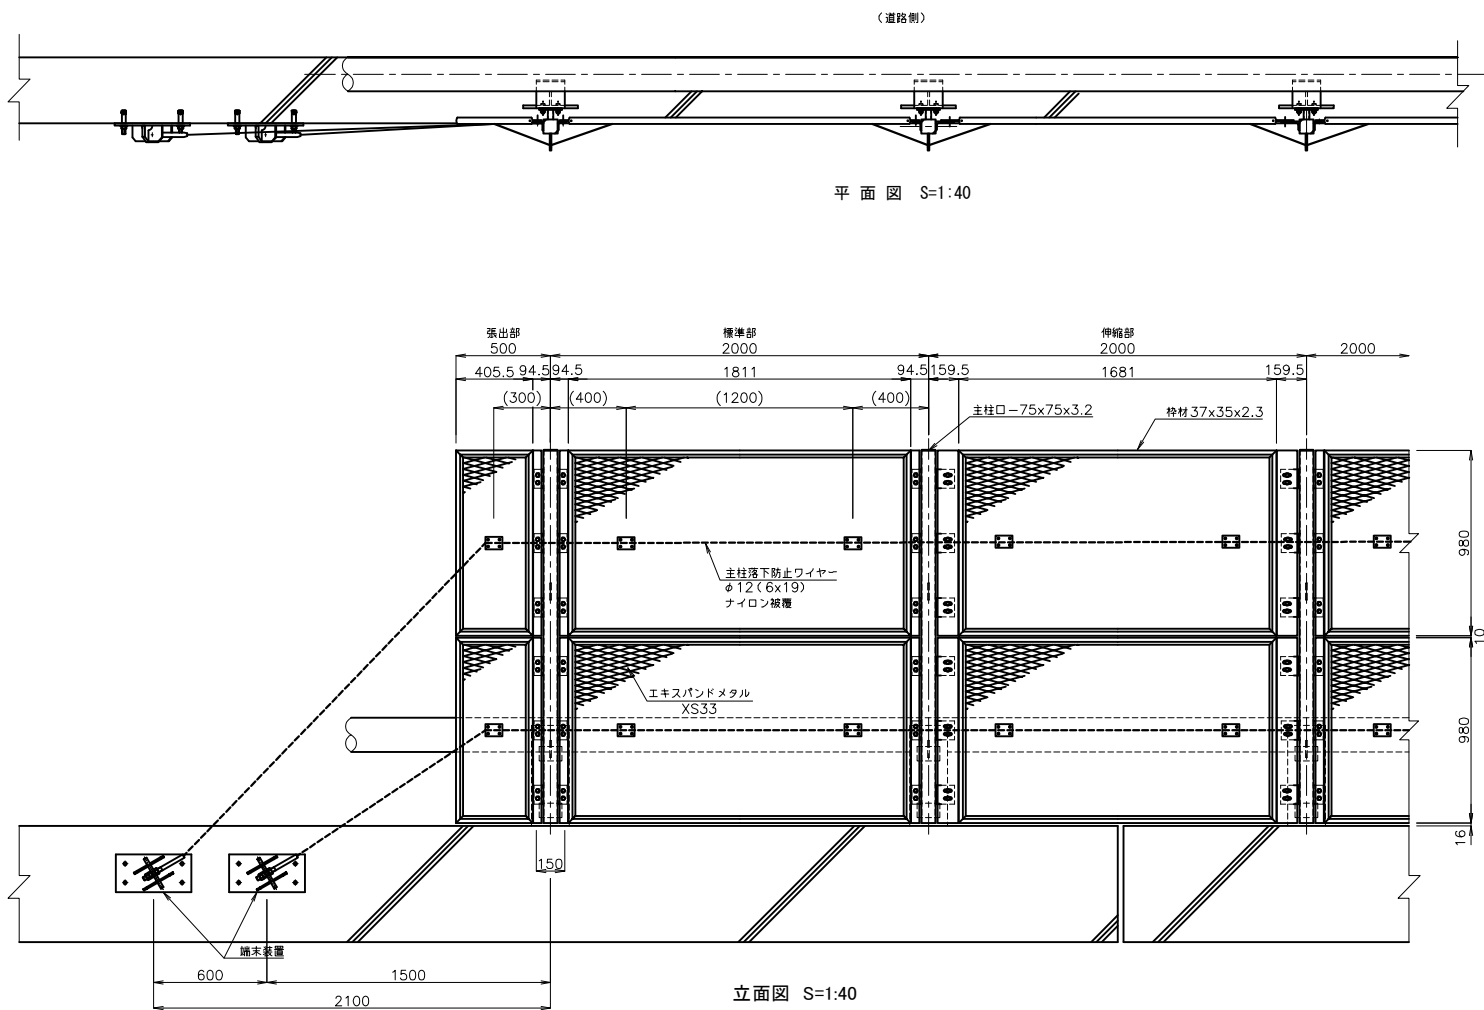 (道路側)
平面図 S=1:40
張出部
標準部
伸縮部
500
2000
2000
2000
405.5
94.5
94.5
1811
94.5
159.5
1681
159.5
(300)
(400)
(1200)
(400)
主柱口-75x75x3.2
枠材37x35x2.3
980
主柱落下防止ワイヤー
φ12(6x19)
ナイロン被覆
10
エキスパンドメタル
XS33
980
16
150
端末装置
600
1500
2100
立面図 S=1:40